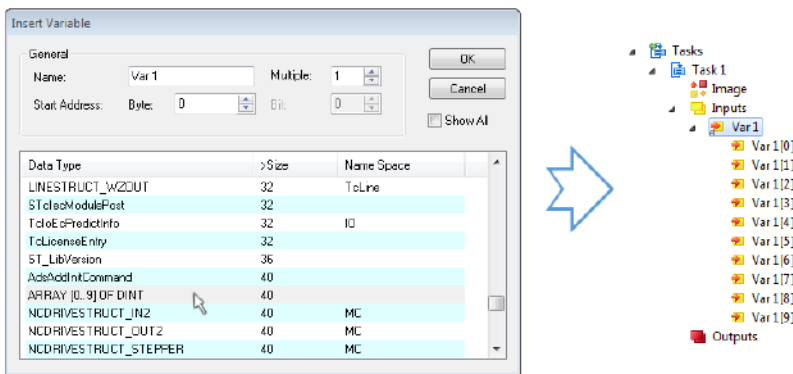 Insert Variable
General
Name: Var 1 Multiple: 1
Start Address: Byte: 0 Bit: 0
OK
Cancel
Show All
Data Type >Size Name Space
LINESTRUCT_WZOUT 32 TcLine
STcIecModulePost 32
TcIoEcPredictInfo 32 IO
TcLicenseEntry 32
ST_LibVersion 36
AdsAddIntCommand 40
ARRAY [0..9] OF DINT 40
NCDRIVESTRUCT_IN2 40 MC
NCDRIVESTRUCT_OUT2 40 MC
NCDRIVESTRUCT_STEPPER 40 MC
Tasks
Task 1
Image
Inputs
Var 1
Var 1[0]
Var 1[1]
Var 1[2]
Var 1[3]
Var 1[4]
Var 1[5]
Var 1[6]
Var 1[7]
Var 1[8]
Var 1[9]
Outputs